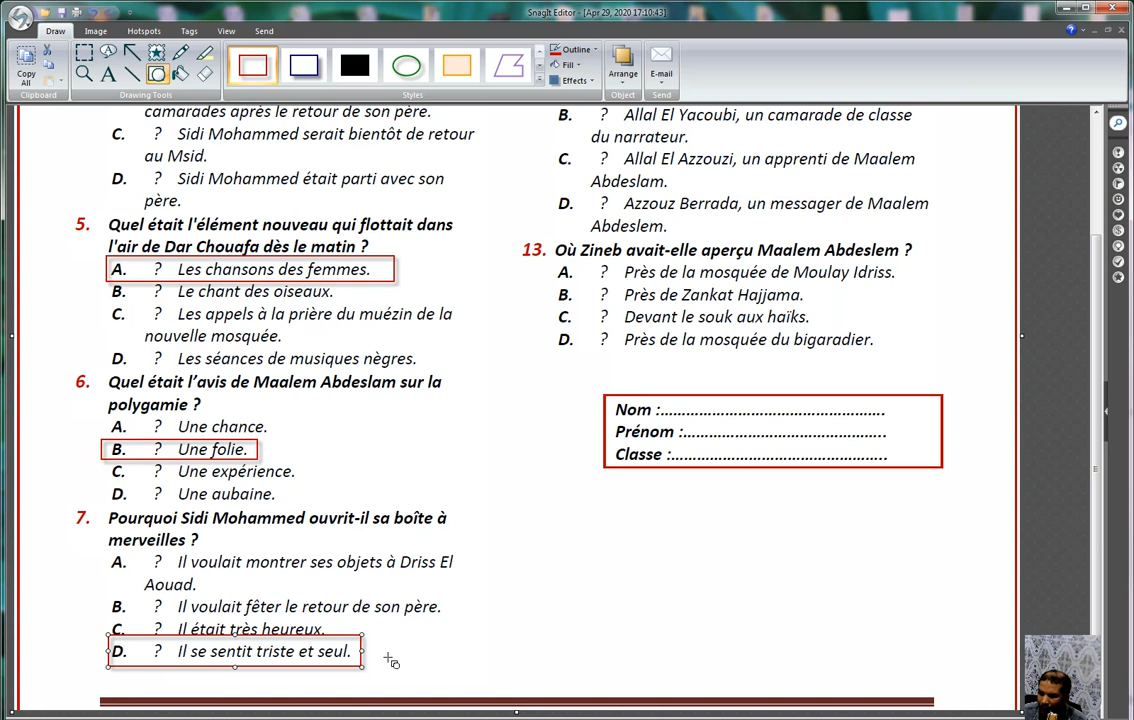 SnagIt Editor - [Apr 29, 2020 17:10:43]
Draw
Image
Hotspots
Tags
View
Send
Copy
All
Clipboard
Drawing Tools
Styles
Outline
Fill
Effects
Arrange
Object
E-mail
Send
camarades après le retour de son père.
C. ? Sidi Mohammed serait bientôt de retour
au Msid.
D. ? Sidi Mohammed était parti avec son
père.
5. Quel était l'élément nouveau qui flottait dans
l'air de Dar Chouafa dès le matin ?
A. ? Les chansons des femmes.
B. ? Le chant des oiseaux.
C. ? Les appels à la prière du muézin de la
nouvelle mosquée.
D. ? Les séances de musiques nègres.
6. Quel était l’avis de Maalem Abdeslam sur la
polygamie ?
A. ? Une chance.
B. ? Une folie.
C. ? Une expérience.
D. ? Une aubaine.
7. Pourquoi Sidi Mohammed ouvrit-il sa boîte à
merveilles ?
A. ? Il voulait montrer ses objets à Driss El
Aouad.
B. ? Il voulait fêter le retour de son père.
C. ? Il était très heureux.
D. ? Il se sentit triste et seul.
B. ? Allal El Yacoubi, un camarade de classe
du narrateur.
C. ? Allal El Azzouzi, un apprenti de Maalem
Abdeslam.
D. ? Azzouz Berrada, un messager de Maalem
Abdeslem.
13. Où Zineb avait-elle aperçu Maalem Abdeslem ?
A. ? Près de la mosquée de Moulay Idriss.
B. ? Près de Zankat Hajjama.
C. ? Devant le souk aux haïks.
D. ? Près de la mosquée du bigaradier.
Nom :…………………………………………….
Prénom :………………………………………..
Classe :…………………………………………..